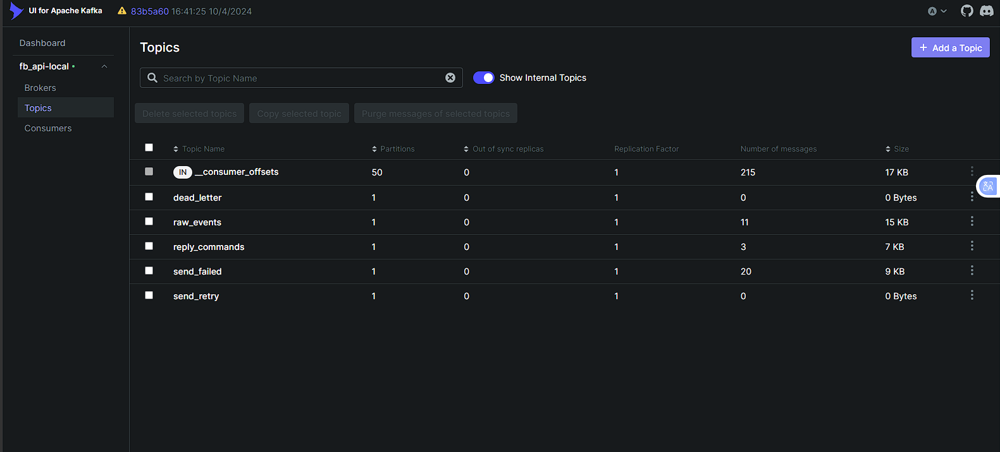 UI for Apache Kafka 83b5a60 16:41:25 10/4/2024 A
Dashboard
fb_api-local
Brokers
Topics
Consumers
Topics
+ Add a Topic
Search by Topic Name
Show Internal Topics
Delete selected topics Copy selected topic Purge messages of selected topics
Topic Name Partitions Out of sync replicas Replication Factor Number of messages Size
IN __consumer_offsets 50 0 1 215 17 KB
dead_letter 1 0 1 0 0 Bytes
raw_events 1 0 1 11 15 KB
reply_commands 1 0 1 3 7 KB
send_failed 1 0 1 20 9 KB
send_retry 1 0 1 0 0 Bytes